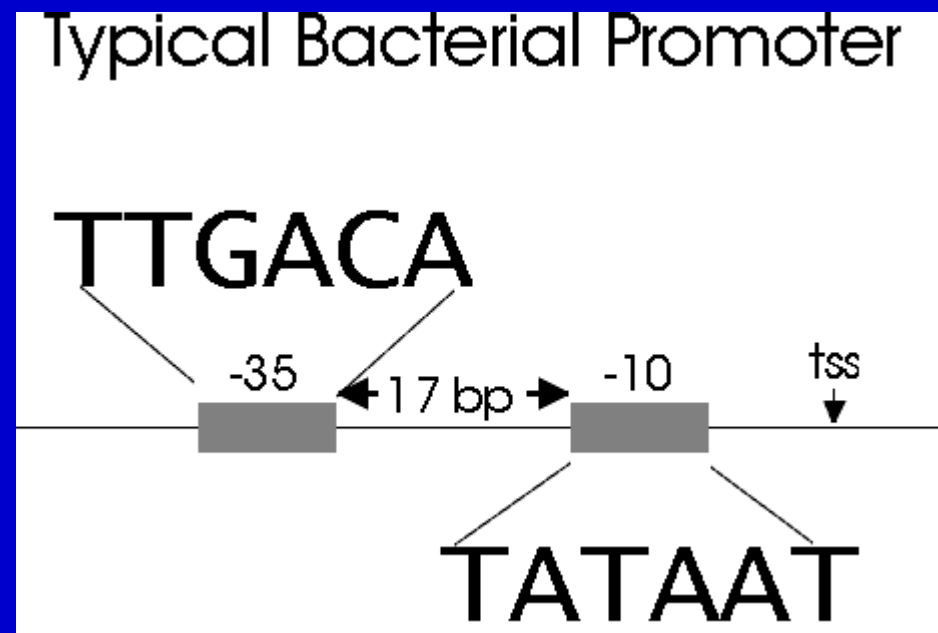 Typical Bacterial Promoter
TTGACA
-35
17 bp
-10
tss
TATAAT